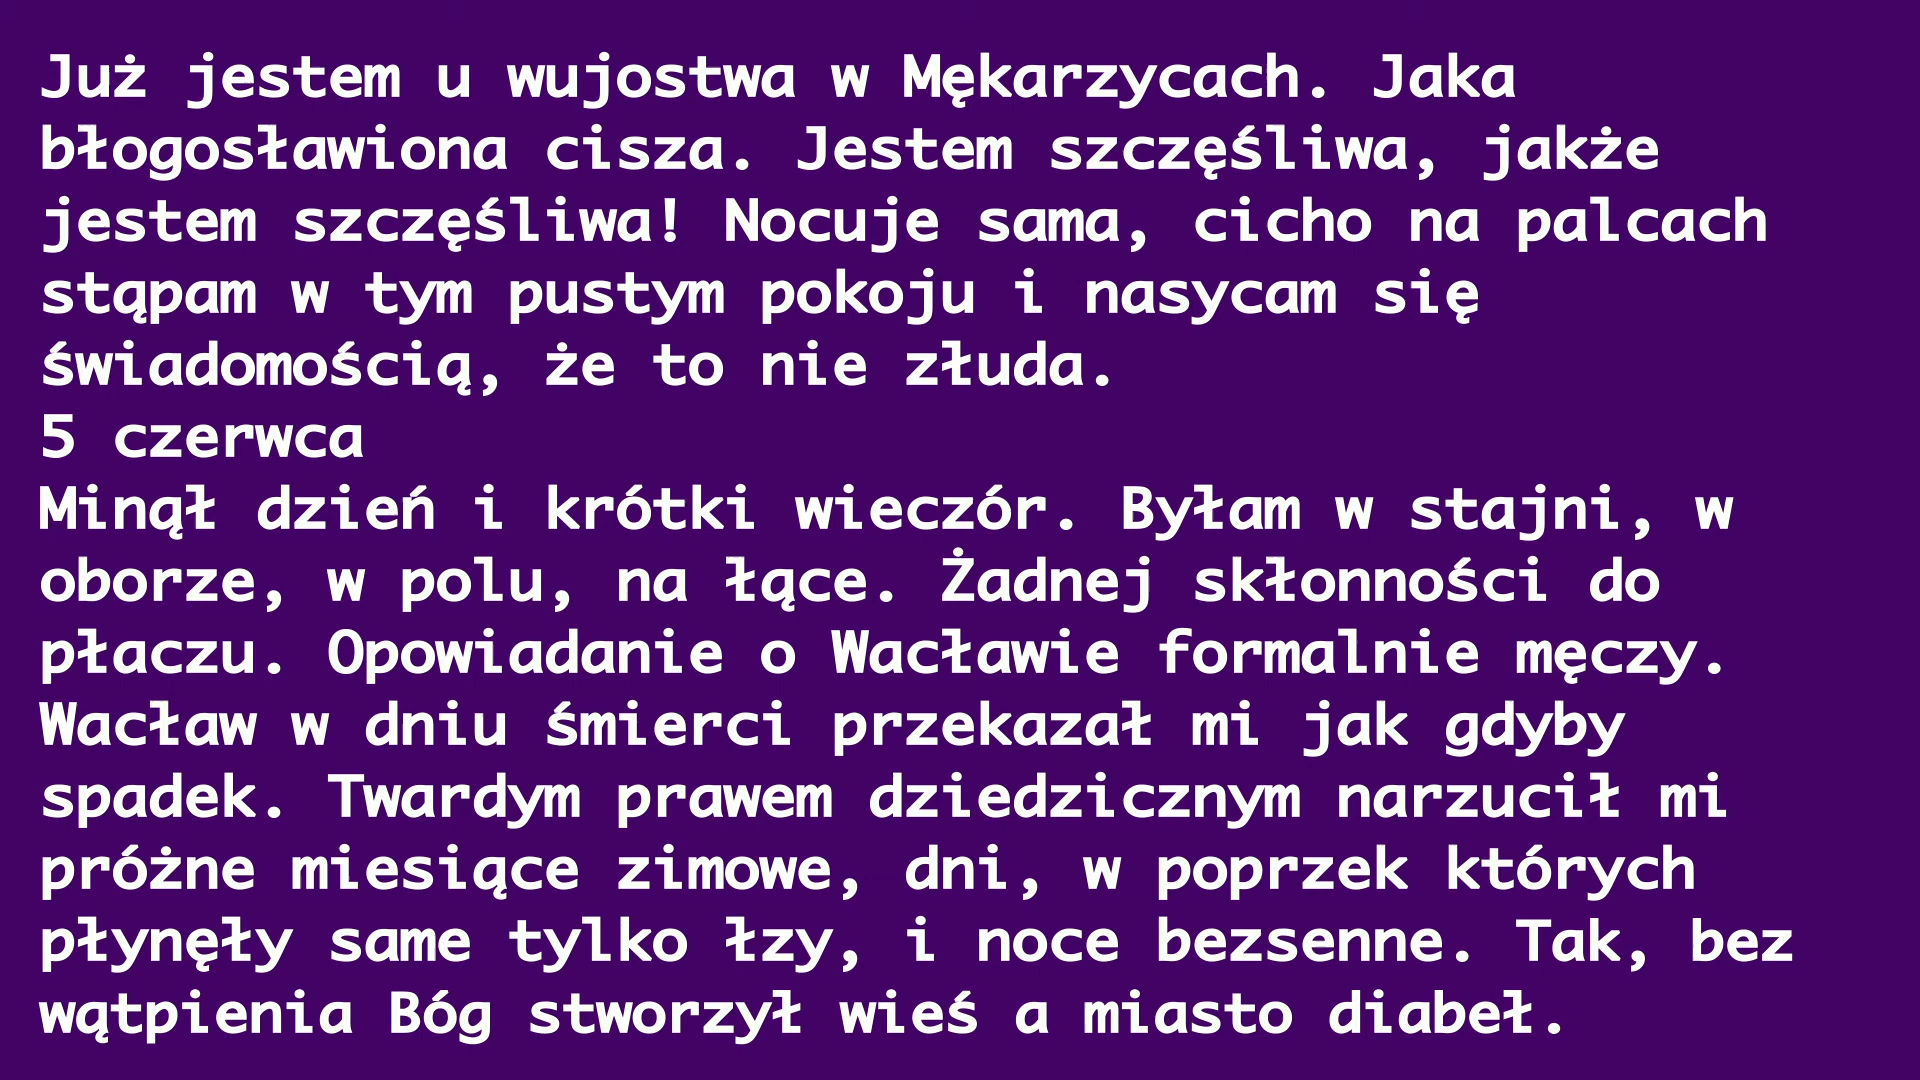 Już jestem u wujostwa w Mękarzycach. Jaka
błogosławiona cisza. Jestem szczęśliwa, jakże
jestem szczęśliwa! Nocuje sama, cicho na palcach
stąpam w tym pustym pokoju i nasycam się
świadomością, że to nie złuda.
5 czerwca
Minął dzień i krótki wieczór. Byłam w stajni, w
oborze, w polu, na łące. Żadnej skłonności do
płaczu. Opowiadanie o Wacławie formalnie męczy.
Wacław w dniu śmierci przekazał mi jak gdyby
spadek. Twardym prawem dziedzicznym narzucił mi
próżne miesiące zimowe, dni, w poprzek których
płynęły same tylko łzy, i noce bezsenne. Tak, bez
wątpienia Bóg stworzył wieś a miasto diabeł.